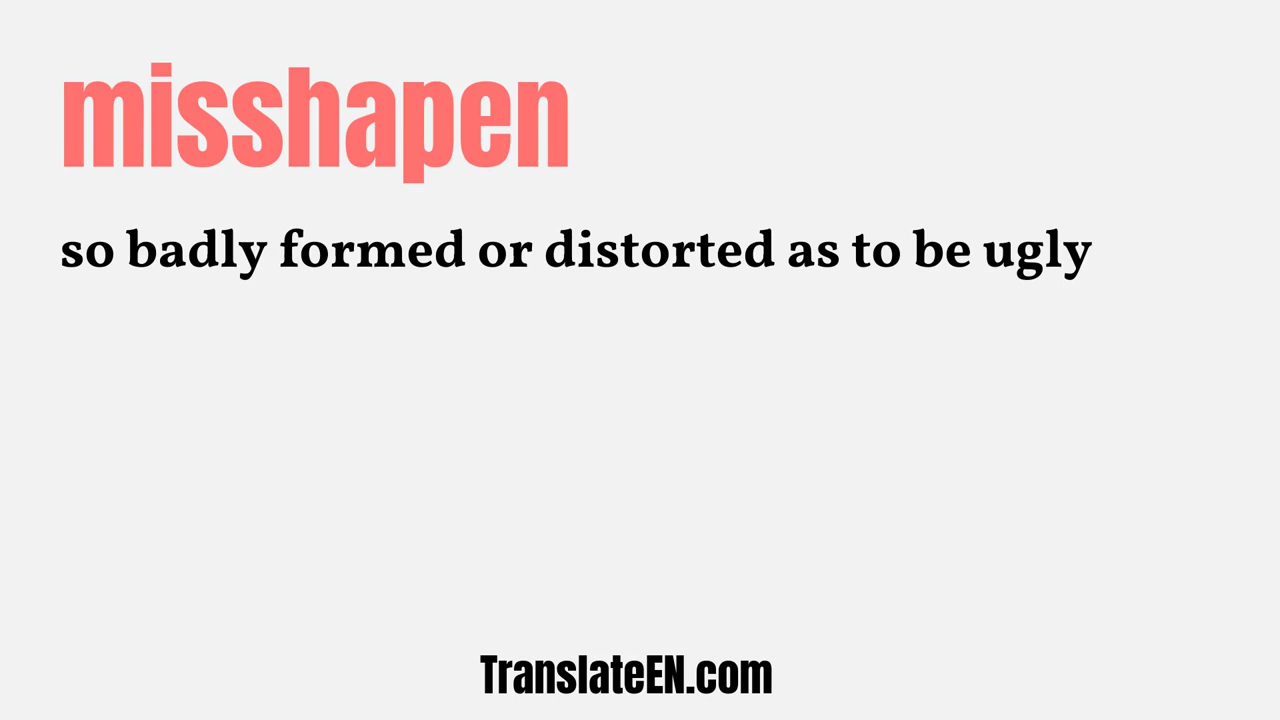 misshapen
so badly formed or distorted as to be ugly
TranslateEN.com